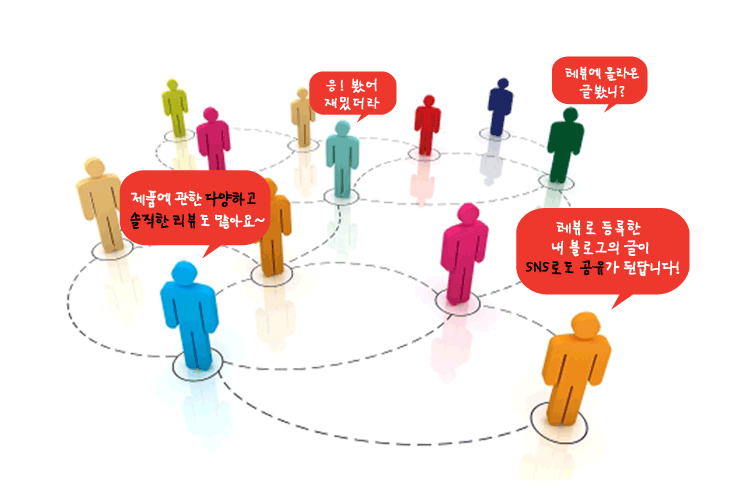 응! 봤어
재밌더라
레뷰에 올라온
글 봤니?
제품에 관한 다양하고
솔직한 리뷰도 많아요~
레뷰로 등록한
내 블로그의 글이
SNS로도 공유가 된답니다!